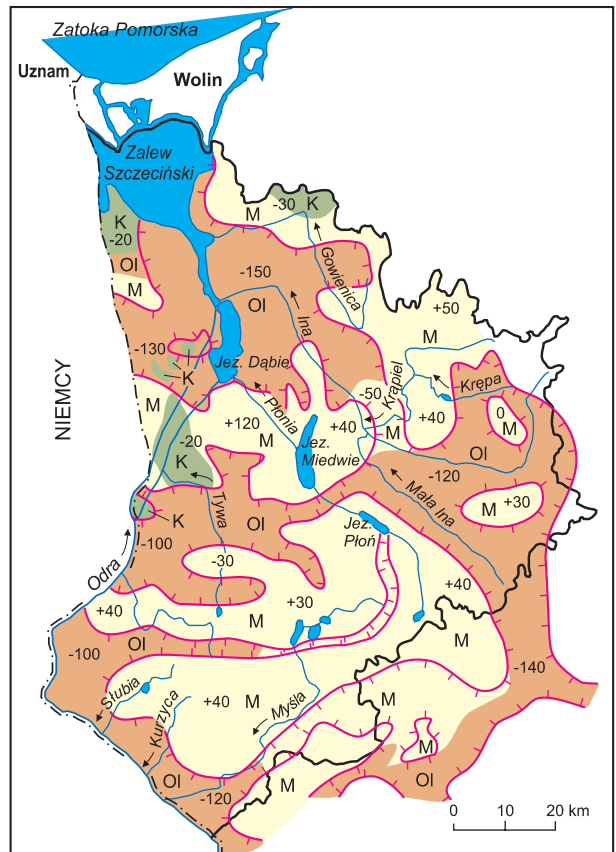 Zatoka Pomorska
Uznam
Wolin
Zalew
Szczeciński
M
-30 K
K
-20
Ol
M
-150
Ol
Gowienica
Ina
+50
M
-130
K
Jez. Dąbie
Płonia
M
-50
Krąpiel
Krępa
NIEMCY
+120
M
+40
M
+40
0
M
-20
K
Jez.
Miedwie
Ol
-120
Tywa
Mała Ina
M +30
K
-100
Ol
Jez.
Płoń
Odra
-30
+40
+40
M
+30
M
-100
Ol
M
-140
Słubia
+40
M
Myśla
Kurzyca
M
M
Ol
-120
M
Ol
0 10 20 km